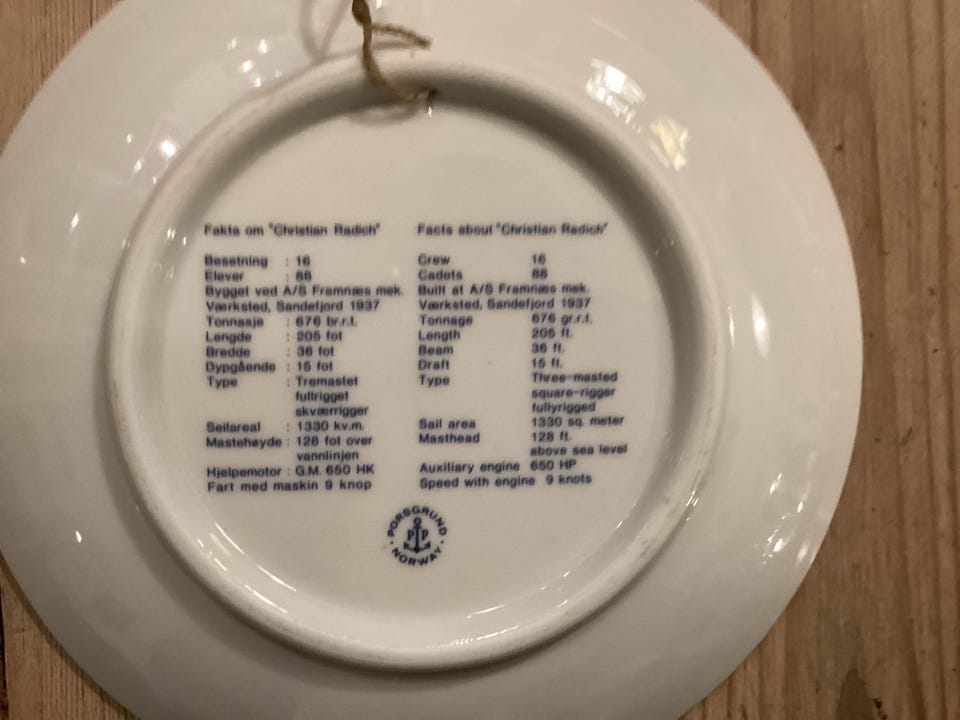 Fakta om "Christian Radich"
Besetning : 16
Elever : 88
Bygget ved A/S Framnæs mek.
Værksted, Sandefjord 1937
Tonnasje : 676 br.r.t.
Lengde : 205 fot
Bredde : 36 fot
Dypgående : 15 fot
Type : Tremastet
fullrigget
skværrigger
Seilareal : 1330 kv.m.
Mastehøyde : 128 fot over
vannlinjen
Hjelpemotor : G.M. 650 HK
Fart med maskin 9 knop
Facts about "Christian Radich"
Crew 16
Cadets 88
Built at A/S Framnæs mek.
Værksted, Sandefjord 1937
Tonnage 676 gr.r.t.
Length 205 ft.
Beam 36 ft.
Draft 15 ft.
Type Three-masted
square-rigger
fullyrigged
Sail area 1330 sq. meter
Masthead 128 ft.
above sea level
Auxiliary engine 650 HP
Speed with engine 9 knots
PORSGRUND
P P
NORWAY